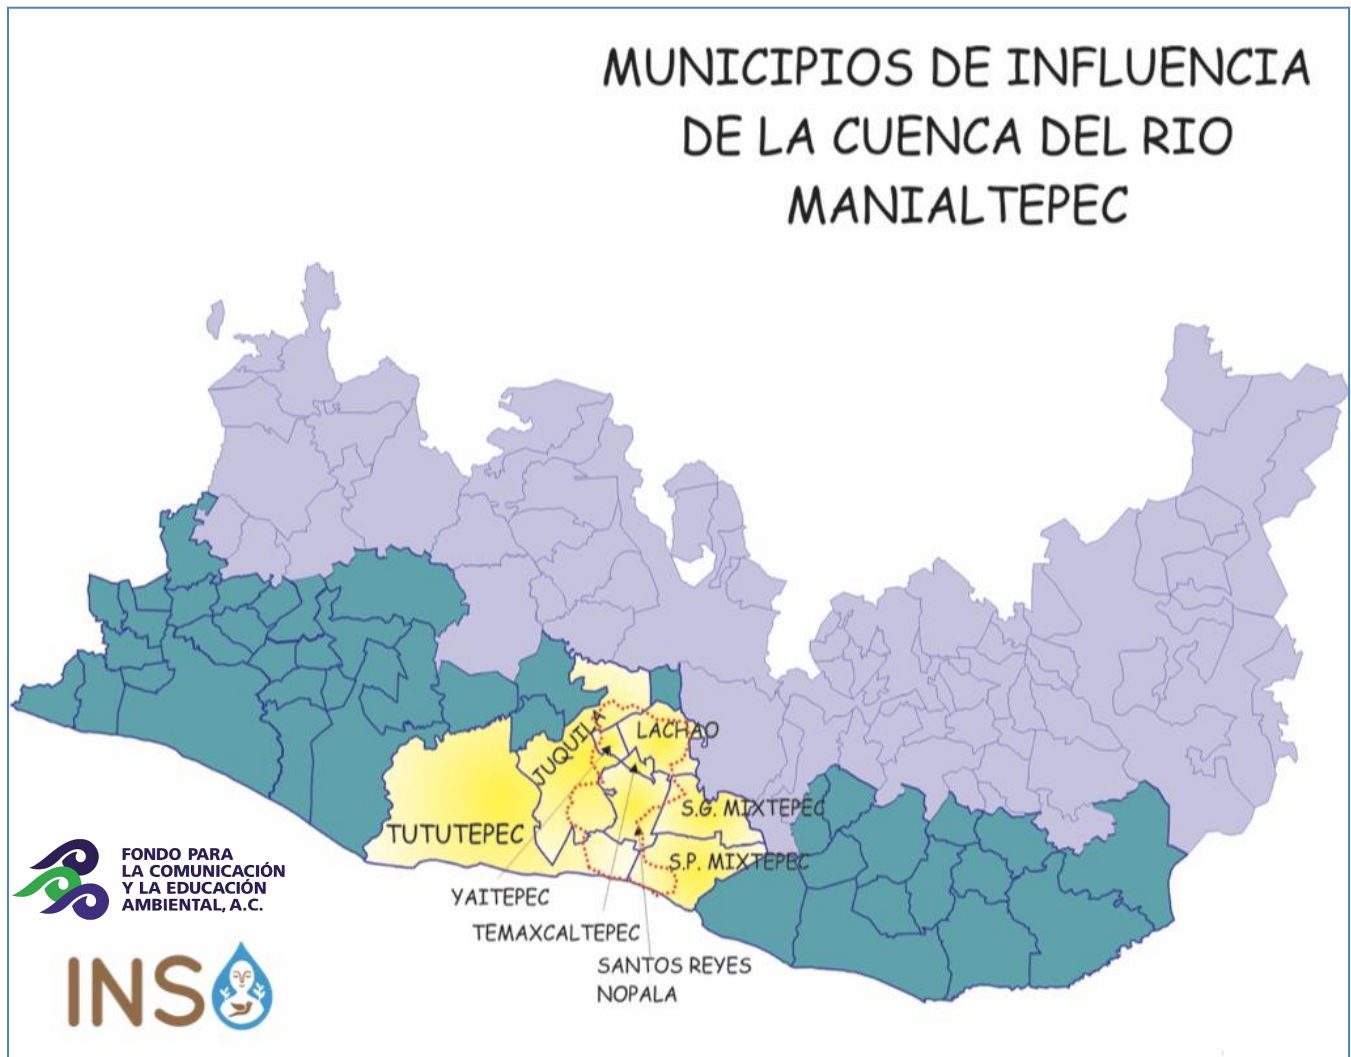 MUNICIPIOS DE INFLUENCIA
DE LA CUENCA DEL RIO
MANIALTEPEC
LACHAO
JUQUILA
S.G. MIXTEPEC
TUTUTEPEC
S.P. MIXTEPEC
YAITEPEC
TEMAXCALTEPEC
SANTOS REYES
NOPALA
FONDO PARA
LA COMUNICACIÓN
Y LA EDUCACIÓN
AMBIENTAL, A.C.
INSO